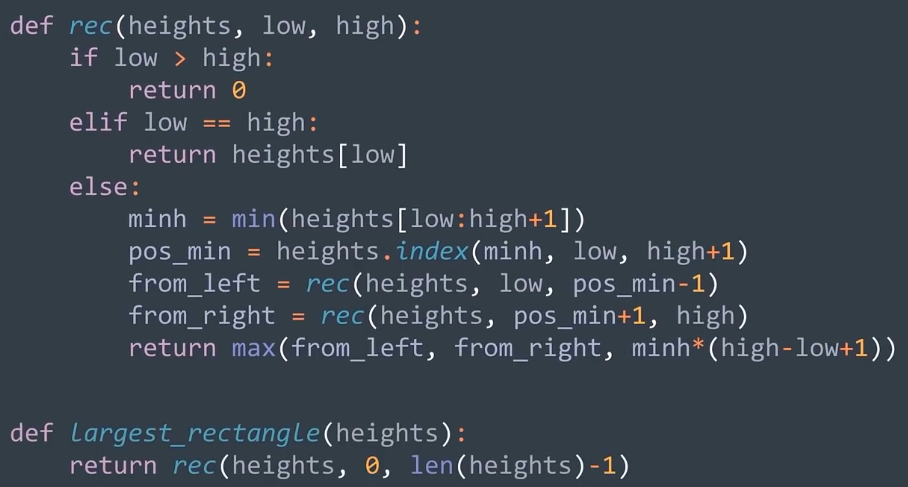 def rec(heights, low, high):
    if low > high:
        return 0
    elif low == high:
        return heights[low]
    else:
        minh = min(heights[low:high+1])
        pos_min = heights.index(minh, low, high+1)
        from_left = rec(heights, low, pos_min-1)
        from_right = rec(heights, pos_min+1, high)
        return max(from_left, from_right, minh*(high-low+1))
def largest_rectangle(heights):
    return rec(heights, 0, len(heights)-1)